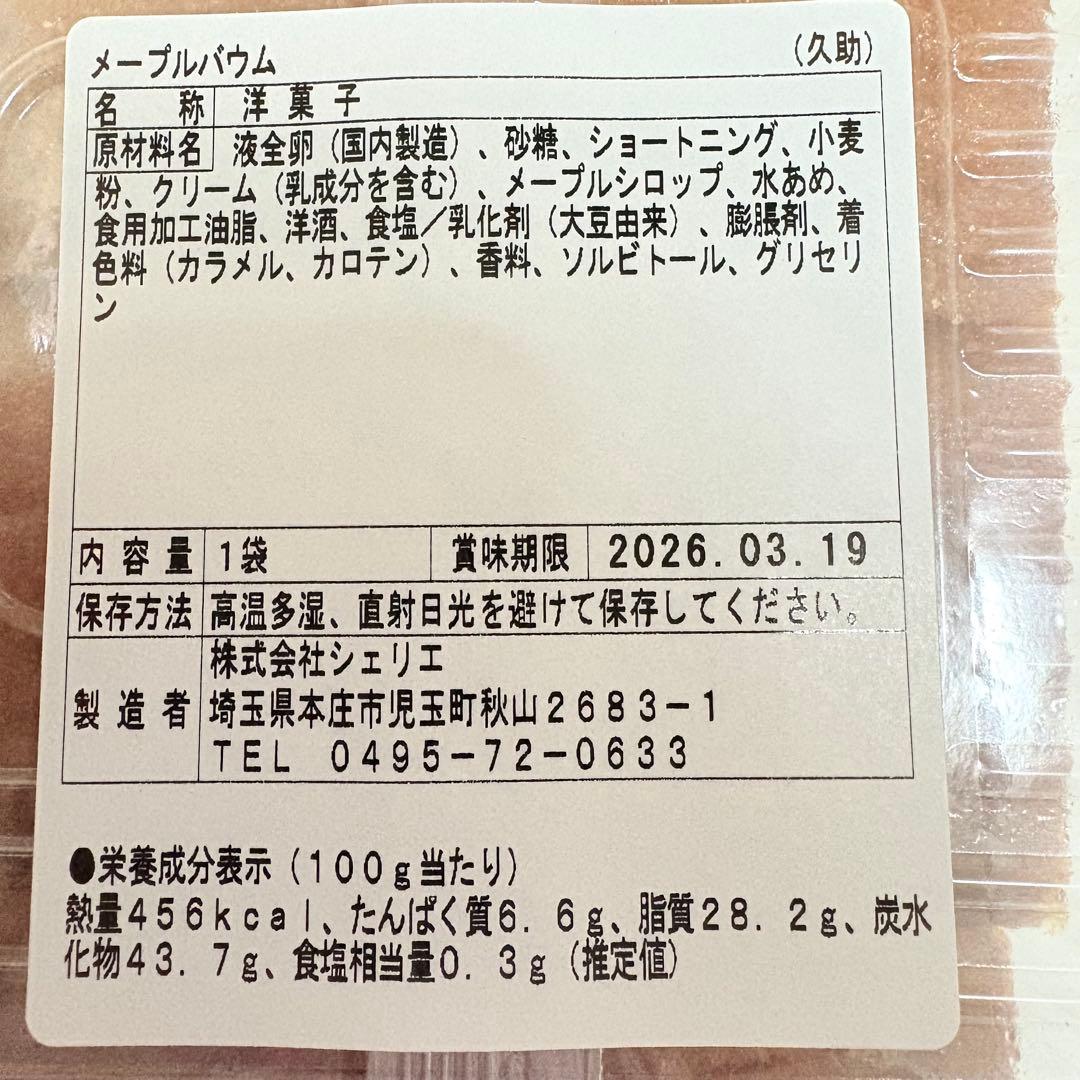 メープルバウム （久助）
名称 洋菓子
原材料名 液全卵（国内製造）、砂糖、ショートニング、小麦
粉、クリーム（乳成分を含む）、メープルシロップ、水あめ、
食用加工油脂、洋酒、食塩／乳化剤（大豆由来）、膨脹剤、着
色料（カラメル、カロテン）、香料、ソルビトール、グリセリ
ン
内容量 1袋 賞味期限 2026.03.19
保存方法 高温多湿、直射日光を避けて保存してください。
株式会社シェリエ
製造者 埼玉県本庄市児玉町秋山２６８３－１
ＴＥＬ ０４９５－７２－０６３３
●栄養成分表示（１００ｇ当たり）
熱量４５６ｋｃａｌ、たんぱく質６．６ｇ、脂質２８．２ｇ、炭水
化物４３．７ｇ、食塩相当量０．３ｇ（推定値）